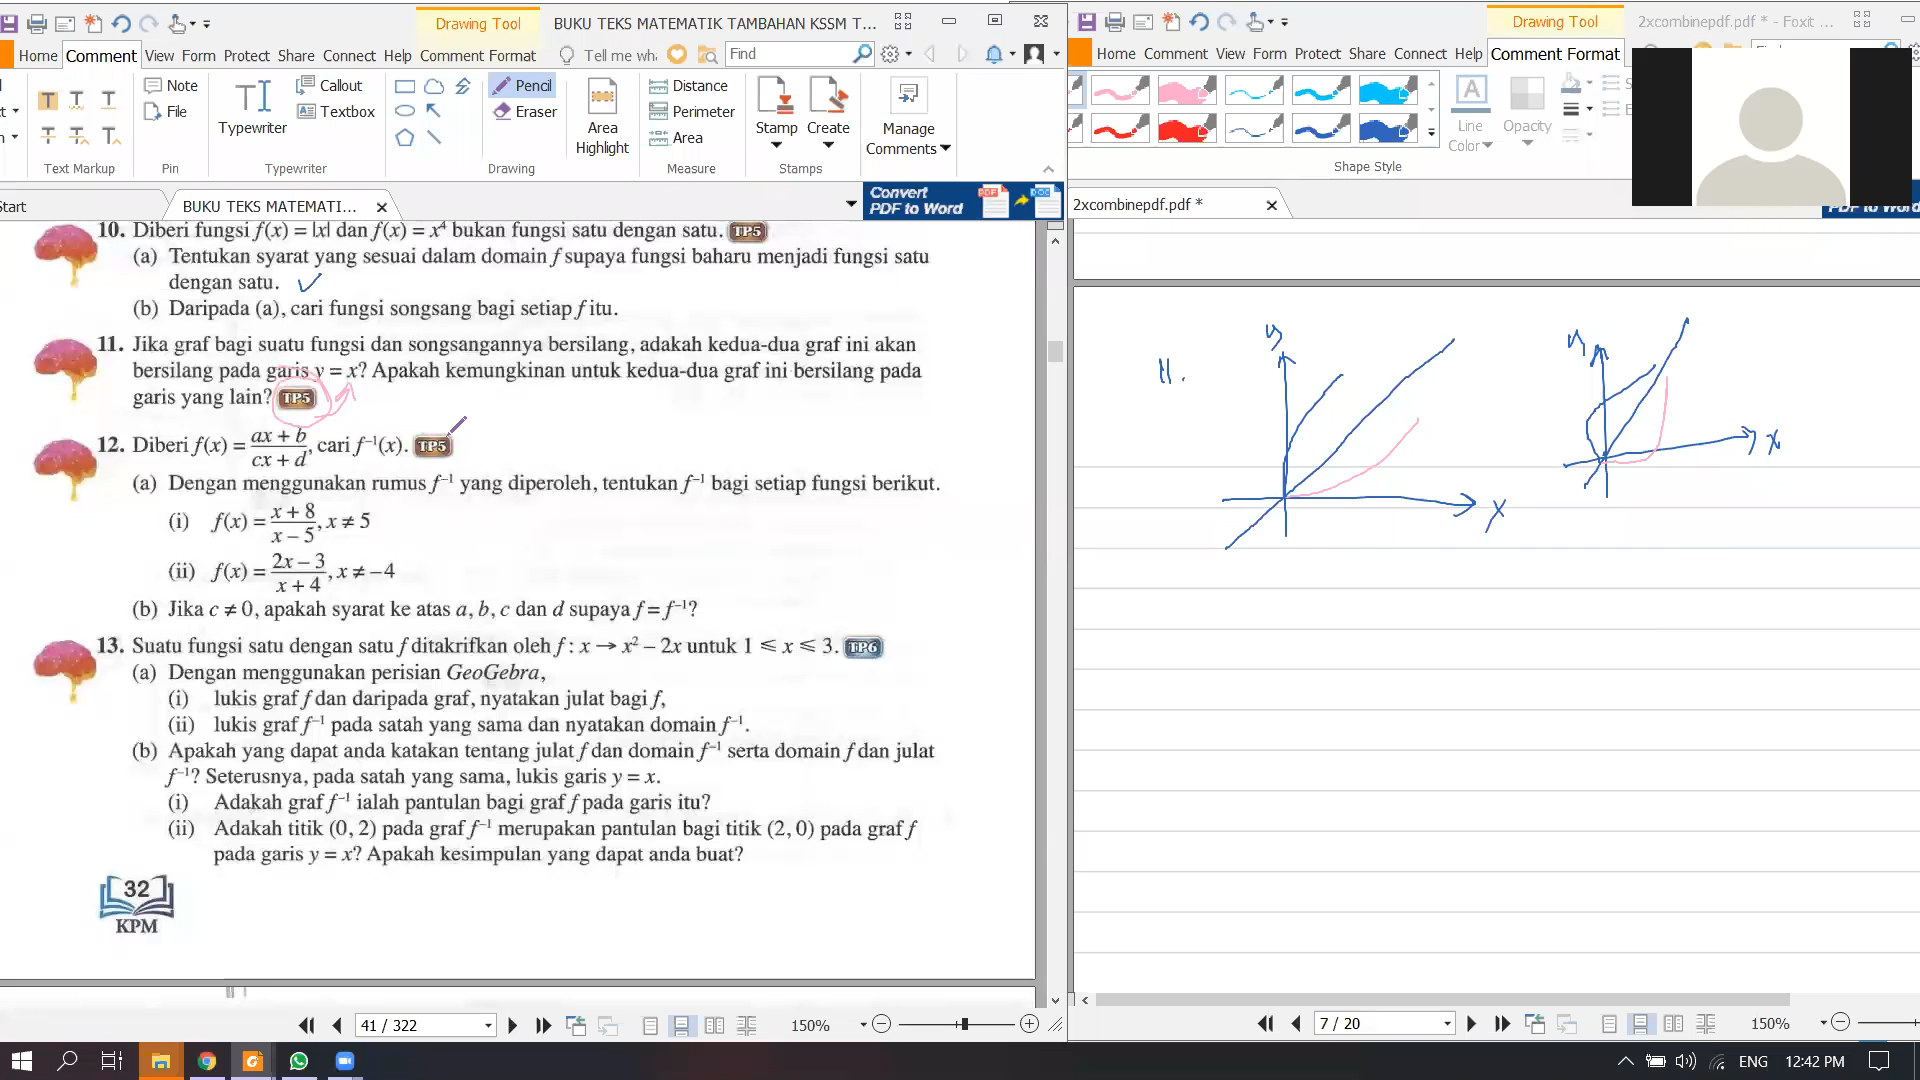 Drawing Tool
BUKU TEKS MATEMATIK TAMBAHAN KSSM T...
Home Comment View Form Protect Share Connect Help Comment Format
Tell me wha
Find
Note
File
Typewriter
Callout
Textbox
Pencil
Eraser
Area Highlight
Distance
Perimeter
Area
Stamp
Create
Manage Comments
Text Markup
Pin
Typewriter
Drawing
Measure
Stamps
Start
BUKU TEKS MATEMATI...
Convert PDF to Word
10. Diberi fungsi f(x) = |x| dan f(x) = x⁴ bukan fungsi satu dengan satu. TP5
(a) Tentukan syarat yang sesuai dalam domain f supaya fungsi baharu menjadi fungsi satu
dengan satu.
(b) Daripada (a), cari fungsi songsang bagi setiap f itu.
11. Jika graf bagi suatu fungsi dan songsangannya bersilang, adakah kedua-dua graf ini akan
bersilang pada garis y = x? Apakah kemungkinan untuk kedua-dua graf ini bersilang pada
garis yang lain? TP5
12. Diberi f(x) = (ax + b)/(cx + d), cari f⁻¹(x). TP5
(a) Dengan menggunakan rumus f⁻¹ yang diperoleh, tentukan f⁻¹ bagi setiap fungsi berikut.
(i) f(x) = (x + 8)/(x – 5), x ≠ 5
(ii) f(x) = (2x – 3)/(x + 4), x ≠ –4
(b) Jika c ≠ 0, apakah syarat ke atas a, b, c dan d supaya f = f⁻¹?
13. Suatu fungsi satu dengan satu f ditakrifkan oleh f : x → x² – 2x untuk 1 ⩽ x ⩽ 3. TP6
(a) Dengan menggunakan perisian GeoGebra,
(i) lukis graf f dan daripada graf, nyatakan julat bagi f,
(ii) lukis graf f⁻¹ pada satah yang sama dan nyatakan domain f⁻¹.
(b) Apakah yang dapat anda katakan tentang julat f dan domain f⁻¹ serta domain f dan julat
f⁻¹? Seterusnya, pada satah yang sama, lukis garis y = x.
(i) Adakah graf f⁻¹ ialah pantulan bagi graf f pada garis itu?
(ii) Adakah titik (0, 2) pada graf f⁻¹ merupakan pantulan bagi titik (2, 0) pada graf f
pada garis y = x? Apakah kesimpulan yang dapat anda buat?
32
KPM
41 / 322
150%
Drawing Tool
2xcombinepdf.pdf * - Foxit ...
Home Comment View Form Protect Share Connect Help Comment Format
Line Color
Opacity
Shape Style
2xcombinepdf.pdf *
11.
y
x
y
x
7 / 20
150%
ENG
12:42 PM